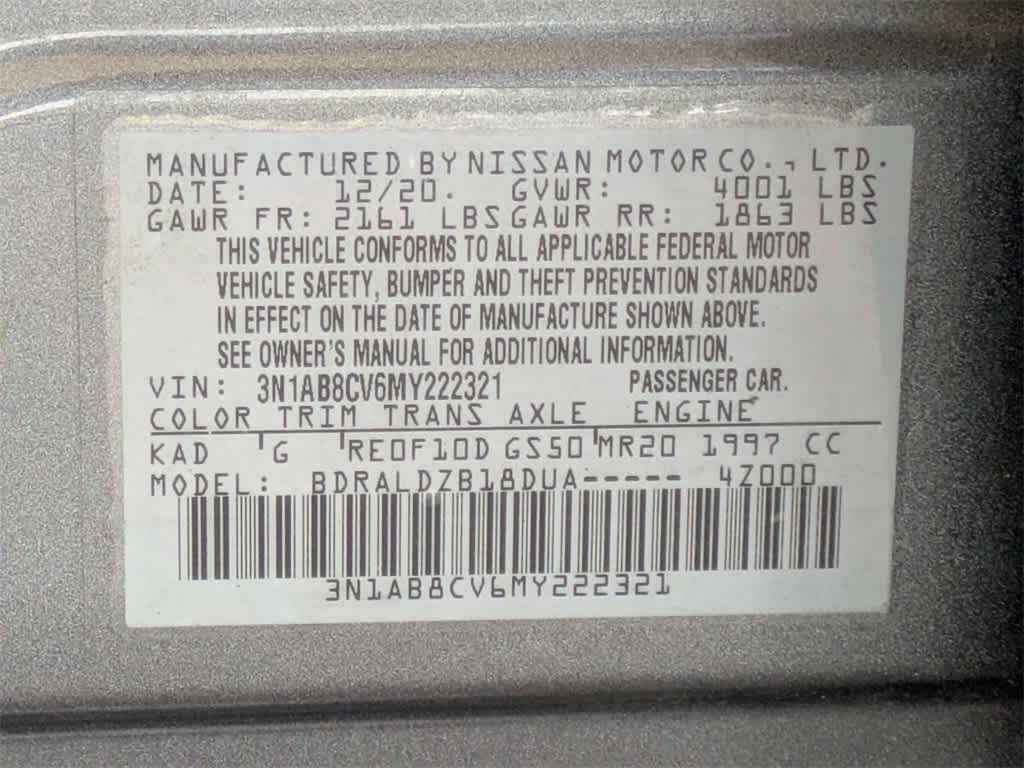 MANUFACTURED BY NISSAN MOTOR CO., LTD.
DATE: 12/20. GVWR: 4001 LBS
GAWR FR: 2161 LBS GAWR RR: 1863 LBS
THIS VEHICLE CONFORMS TO ALL APPLICABLE FEDERAL MOTOR
VEHICLE SAFETY, BUMPER AND THEFT PREVENTION STANDARDS
IN EFFECT ON THE DATE OF MANUFACTURE SHOWN ABOVE.
SEE OWNER'S MANUAL FOR ADDITIONAL INFORMATION.
VIN: 3N1AB8CV6MY222321 PASSENGER CAR.
COLOR TRIM TRANS AXLE ENGINE
KAD G RE0F10D GS50 MR20 1997 CC
MODEL: BDRALDZB18DUA----- 4Z000
3N1AB8CV6MY222321